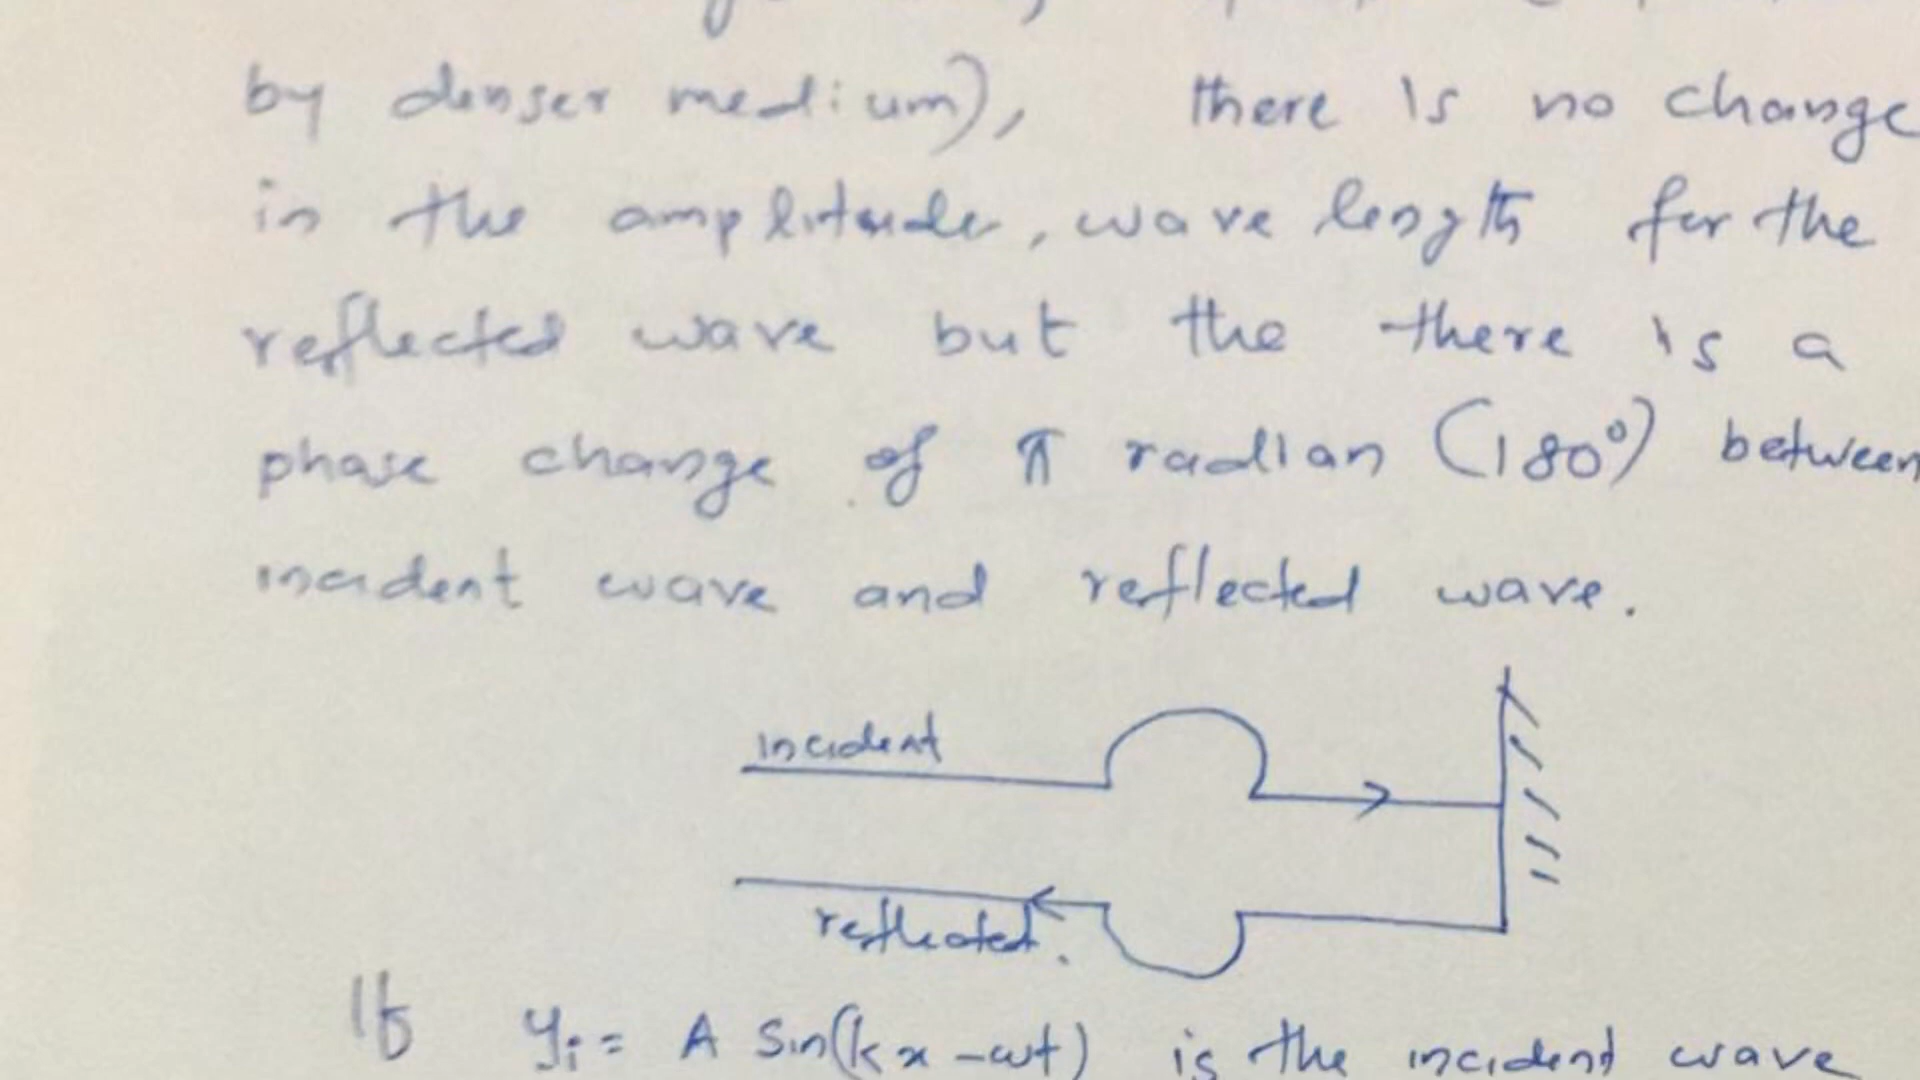 by denser medium), there is no change
in the amplitude, wave length for the
reflected wave but the there is a
phase change of π radian (180°) between
incident wave and reflected wave.
incident
reflected.
If yi = A Sin(kx - ωt) is the incident wave